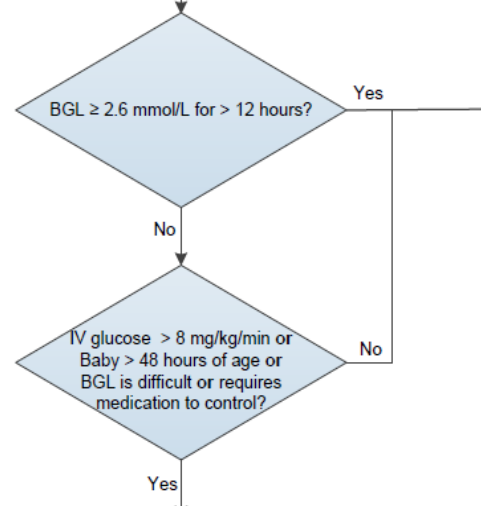 BGL ≥ 2.6 mmol/L for > 12 hours?
Yes
No
IV glucose > 8 mg/kg/min or
Baby > 48 hours of age or
BGL is difficult or requires
medication to control?
No
Yes